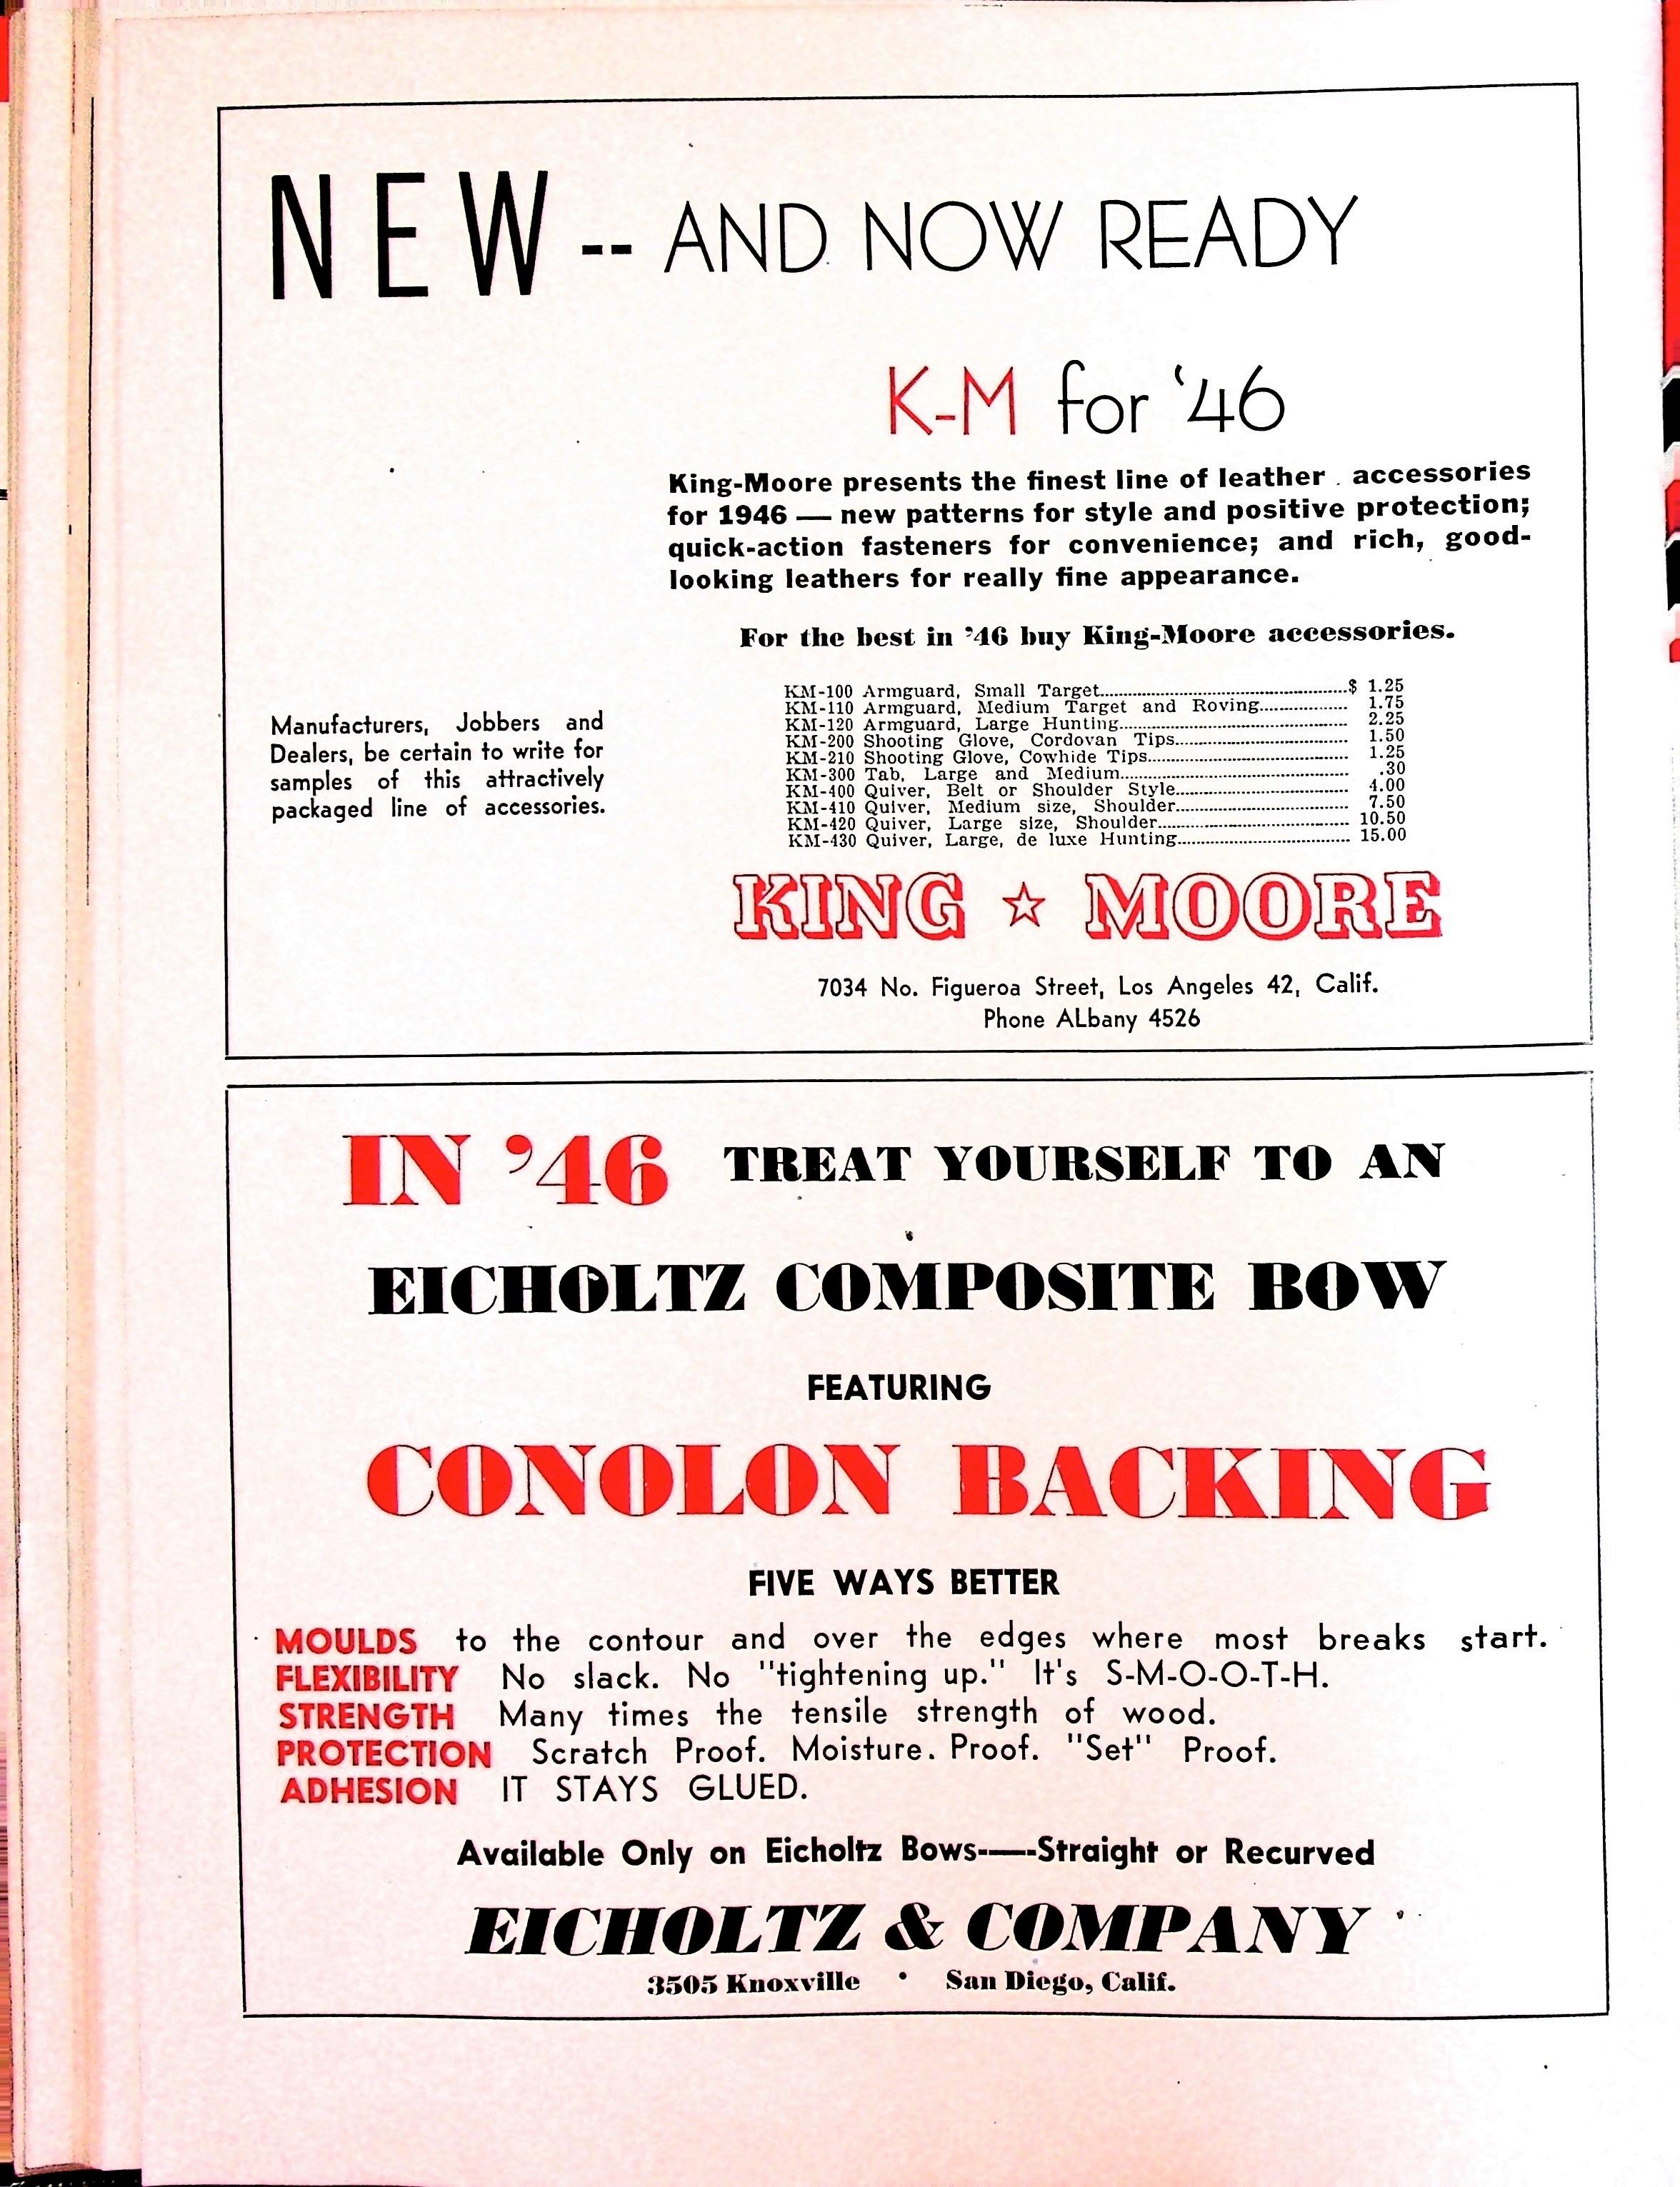 NEW -- AND NOW READY
K-M for '46
King-Moore presents the finest line of leather accessories
for 1946 — new patterns for style and positive protection;
quick-action fasteners for convenience; and rich, good-
looking leathers for really fine appearance.
For the best in '46 buy King-Moore accessories.
Manufacturers, Jobbers and
Dealers, be certain to write for
samples of this attractively
packaged line of accessories.
KM-100 Armguard, Small Target $ 1.25
KM-110 Armguard, Medium Target and Roving 1.75
KM-120 Armguard, Large Hunting 2.25
KM-200 Shooting Glove, Cordovan Tips 1.50
KM-210 Shooting Glove, Cowhide Tips 1.25
KM-300 Tab, Large and Medium .30
KM-400 Quiver, Belt or Shoulder Style 4.00
KM-410 Quiver, Medium size, Shoulder 7.50
KM-420 Quiver, Large size, Shoulder 10.50
KM-430 Quiver, Large, de luxe Hunting 15.00
KING ☆ MOORE
7034 No. Figueroa Street, Los Angeles 42, Calif.
Phone ALbany 4526
IN '46 TREAT YOURSELF TO AN
EICHOLTZ COMPOSITE BOW
FEATURING
CONOLON BACKING
FIVE WAYS BETTER
MOULDS to the contour and over the edges where most breaks start.
FLEXIBILITY No slack. No "tightening up." It's S-M-O-O-T-H.
STRENGTH Many times the tensile strength of wood.
PROTECTION Scratch Proof. Moisture. Proof. "Set" Proof.
ADHESION IT STAYS GLUED.
Available Only on Eicholtz Bows-—-Straight or Recurved
EICHOLTZ & COMPANY
3505 Knoxville • San Diego, Calif.